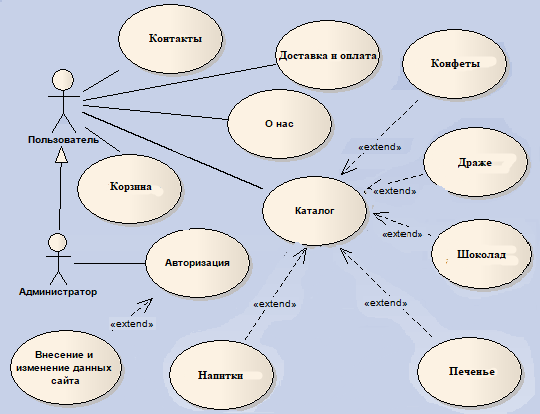 Контакты
Доставка и оплата
Конфеты
О нас
Пользователь
«extend»
Драже
«extend»
Корзина
Каталог
«extend»
Шоколад
Авторизация
Администратор
«extend»
«extend»
«extend»
Внесение и
изменение данных
сайта
Напитки
Печенье